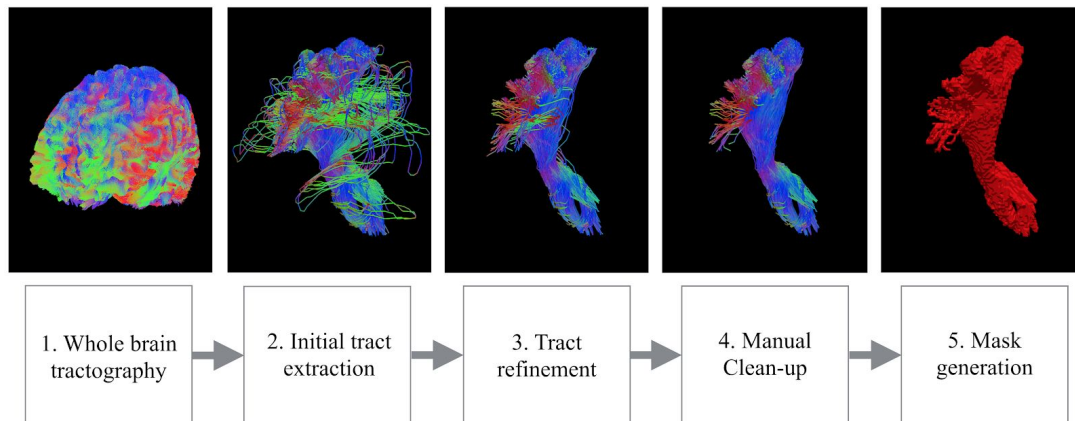 1. Whole brain
tractography
2. Initial tract
extraction
3. Tract
refinement
4. Manual
Clean-up
5. Mask
generation